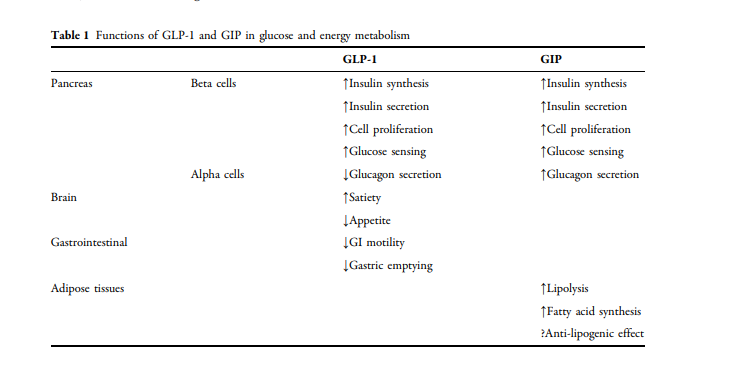 Table 1 Functions of GLP-1 and GIP in glucose and energy metabolism
GLP-1 GIP
Pancreas Beta cells ↑Insulin synthesis ↑Insulin synthesis
↑Insulin secretion ↑Insulin secretion
↑Cell proliferation ↑Cell proliferation
↑Glucose sensing ↑Glucose sensing
Alpha cells ↓Glucagon secretion ↑Glucagon secretion
Brain ↑Satiety
↓Appetite
Gastrointestinal ↓GI motility
↓Gastric emptying
Adipose tissues ↑Lipolysis
↑Fatty acid synthesis
?Anti-lipogenic effect